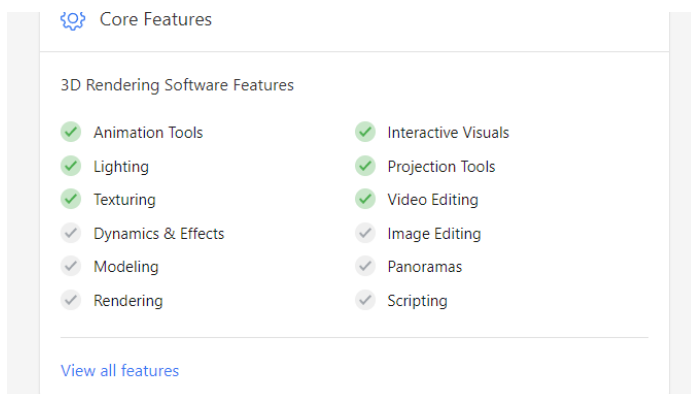 Core Features
3D Rendering Software Features
Animation Tools
Interactive Visuals
Lighting
Projection Tools
Texturing
Video Editing
Dynamics & Effects
Image Editing
Modeling
Panoramas
Rendering
Scripting
View all features